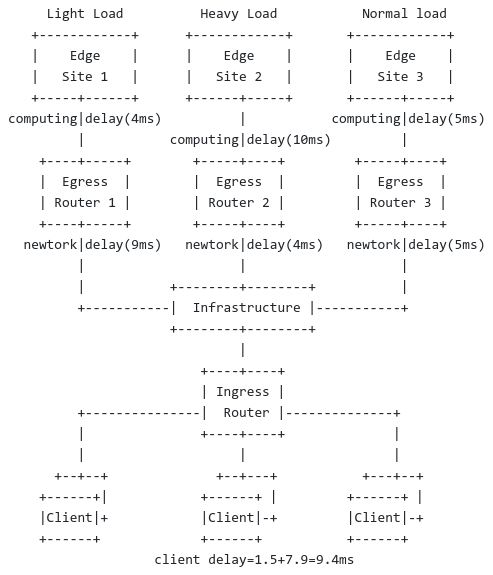 Light Load Heavy Load Normal load
Edge Edge Edge
Site 1 Site 2 Site 3
computing delay(4ms) computing delay(5ms)
computing delay(10ms)
Egress Egress Egress
Router 1 Router 2 Router 3
newtork delay(9ms) newtork delay(4ms) newtork delay(5ms)
Infrastructure
Ingress
Router
Client Client Client
client delay=1.5+7.9=9.4ms